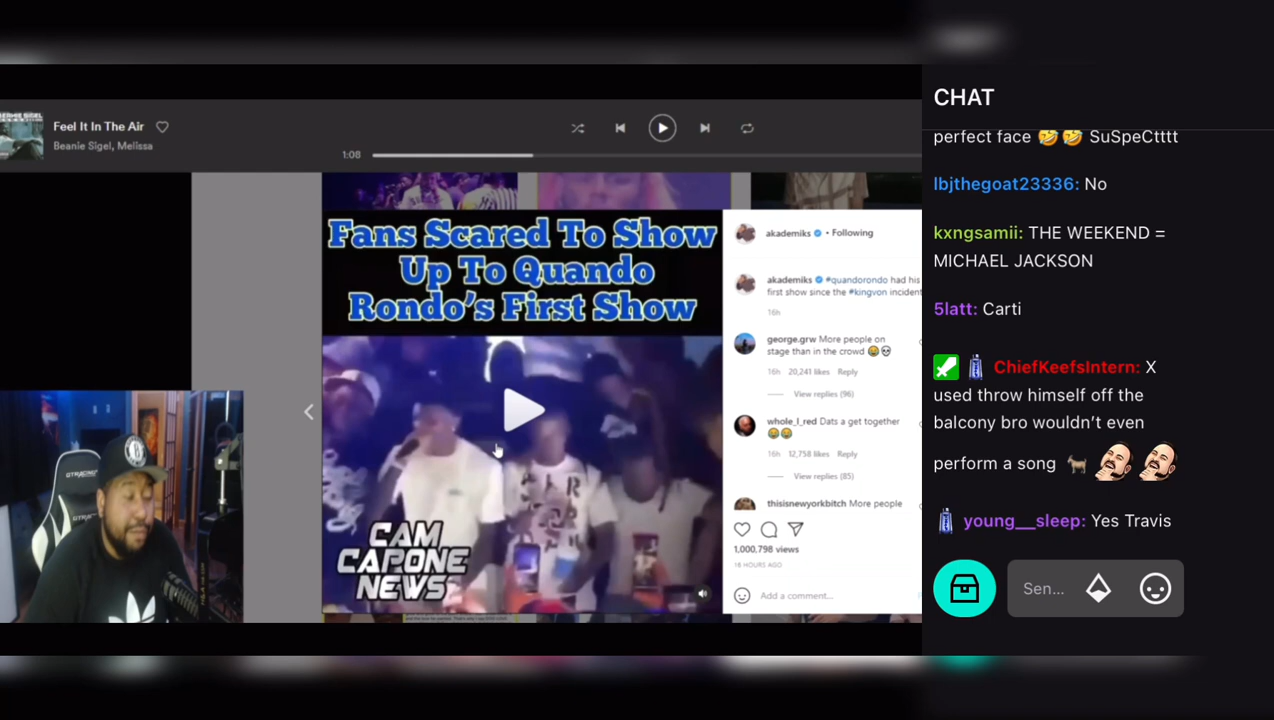 Feel It In The Air
Beanie Sigel, Melissa
1:08
Fans Scared To Show
Up To Quando
Rondo's First Show
CAM
CAPONE
NEWS
akademiks • Following
akademiks #quandorondo had his
first show since the #kingvon incident
16h
george.grw More people on
stage than in the crowd 😂💀
16h 20,241 likes Reply
View replies (96)
whole_l_red Dats a get together
😂😂
16h 12,758 likes Reply
View replies (85)
thisisnewyorkbitch More people
1,000,798 views
18 HOURS AGO
Add a comment...
CHAT
perfect face 🤣🤣 SuSpeCtttt
lbjthegoat23336: No
kxngsamii: THE WEEKEND =
MICHAEL JACKSON
5latt: Carti
ChiefKeefsIntern: X
used throw himself off the
balcony bro wouldn't even
perform a song 🐐
young__sleep: Yes Travis
Sen...